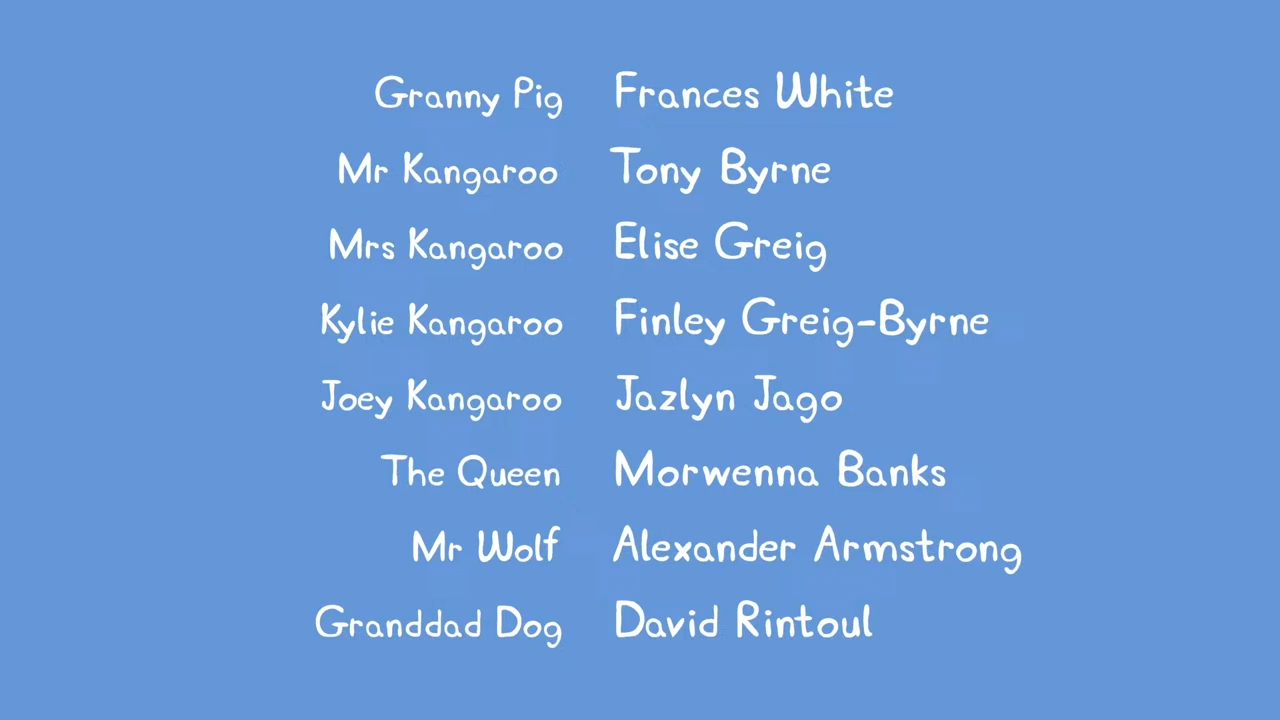 Granny Pig Frances White
Mr Kangaroo Tony Byrne
Mrs Kangaroo Elise Greig
Kylie Kangaroo Finley Greig-Byrne
Joey Kangaroo Jazlyn Jago
The Queen Morwenna Banks
Mr Wolf Alexander Armstrong
Granddad Dog David Rintoul